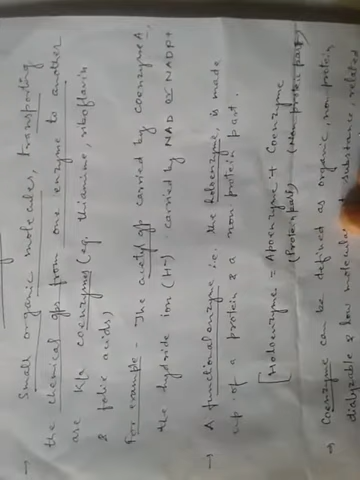 → Small organic molecules, transporting
the chemical gps from one enzyme to another
are K/a coenzymes (e.g. thiamine, riboflavin
& folic acids)
For example - The acetyl gp carried by coenzyme A,
the hydride ion (H-) carried by NAD or NADP+
→ A functional enzyme i.e. the holoenzyme, is made
up of a protein & a non protein part.
[Holoenzyme = Apoenzyme + Coenzyme
(Protein part) (Non protein part)
⇒ Coenzyme can be defined as organic, non protein
dialyzable & low molecular substance related